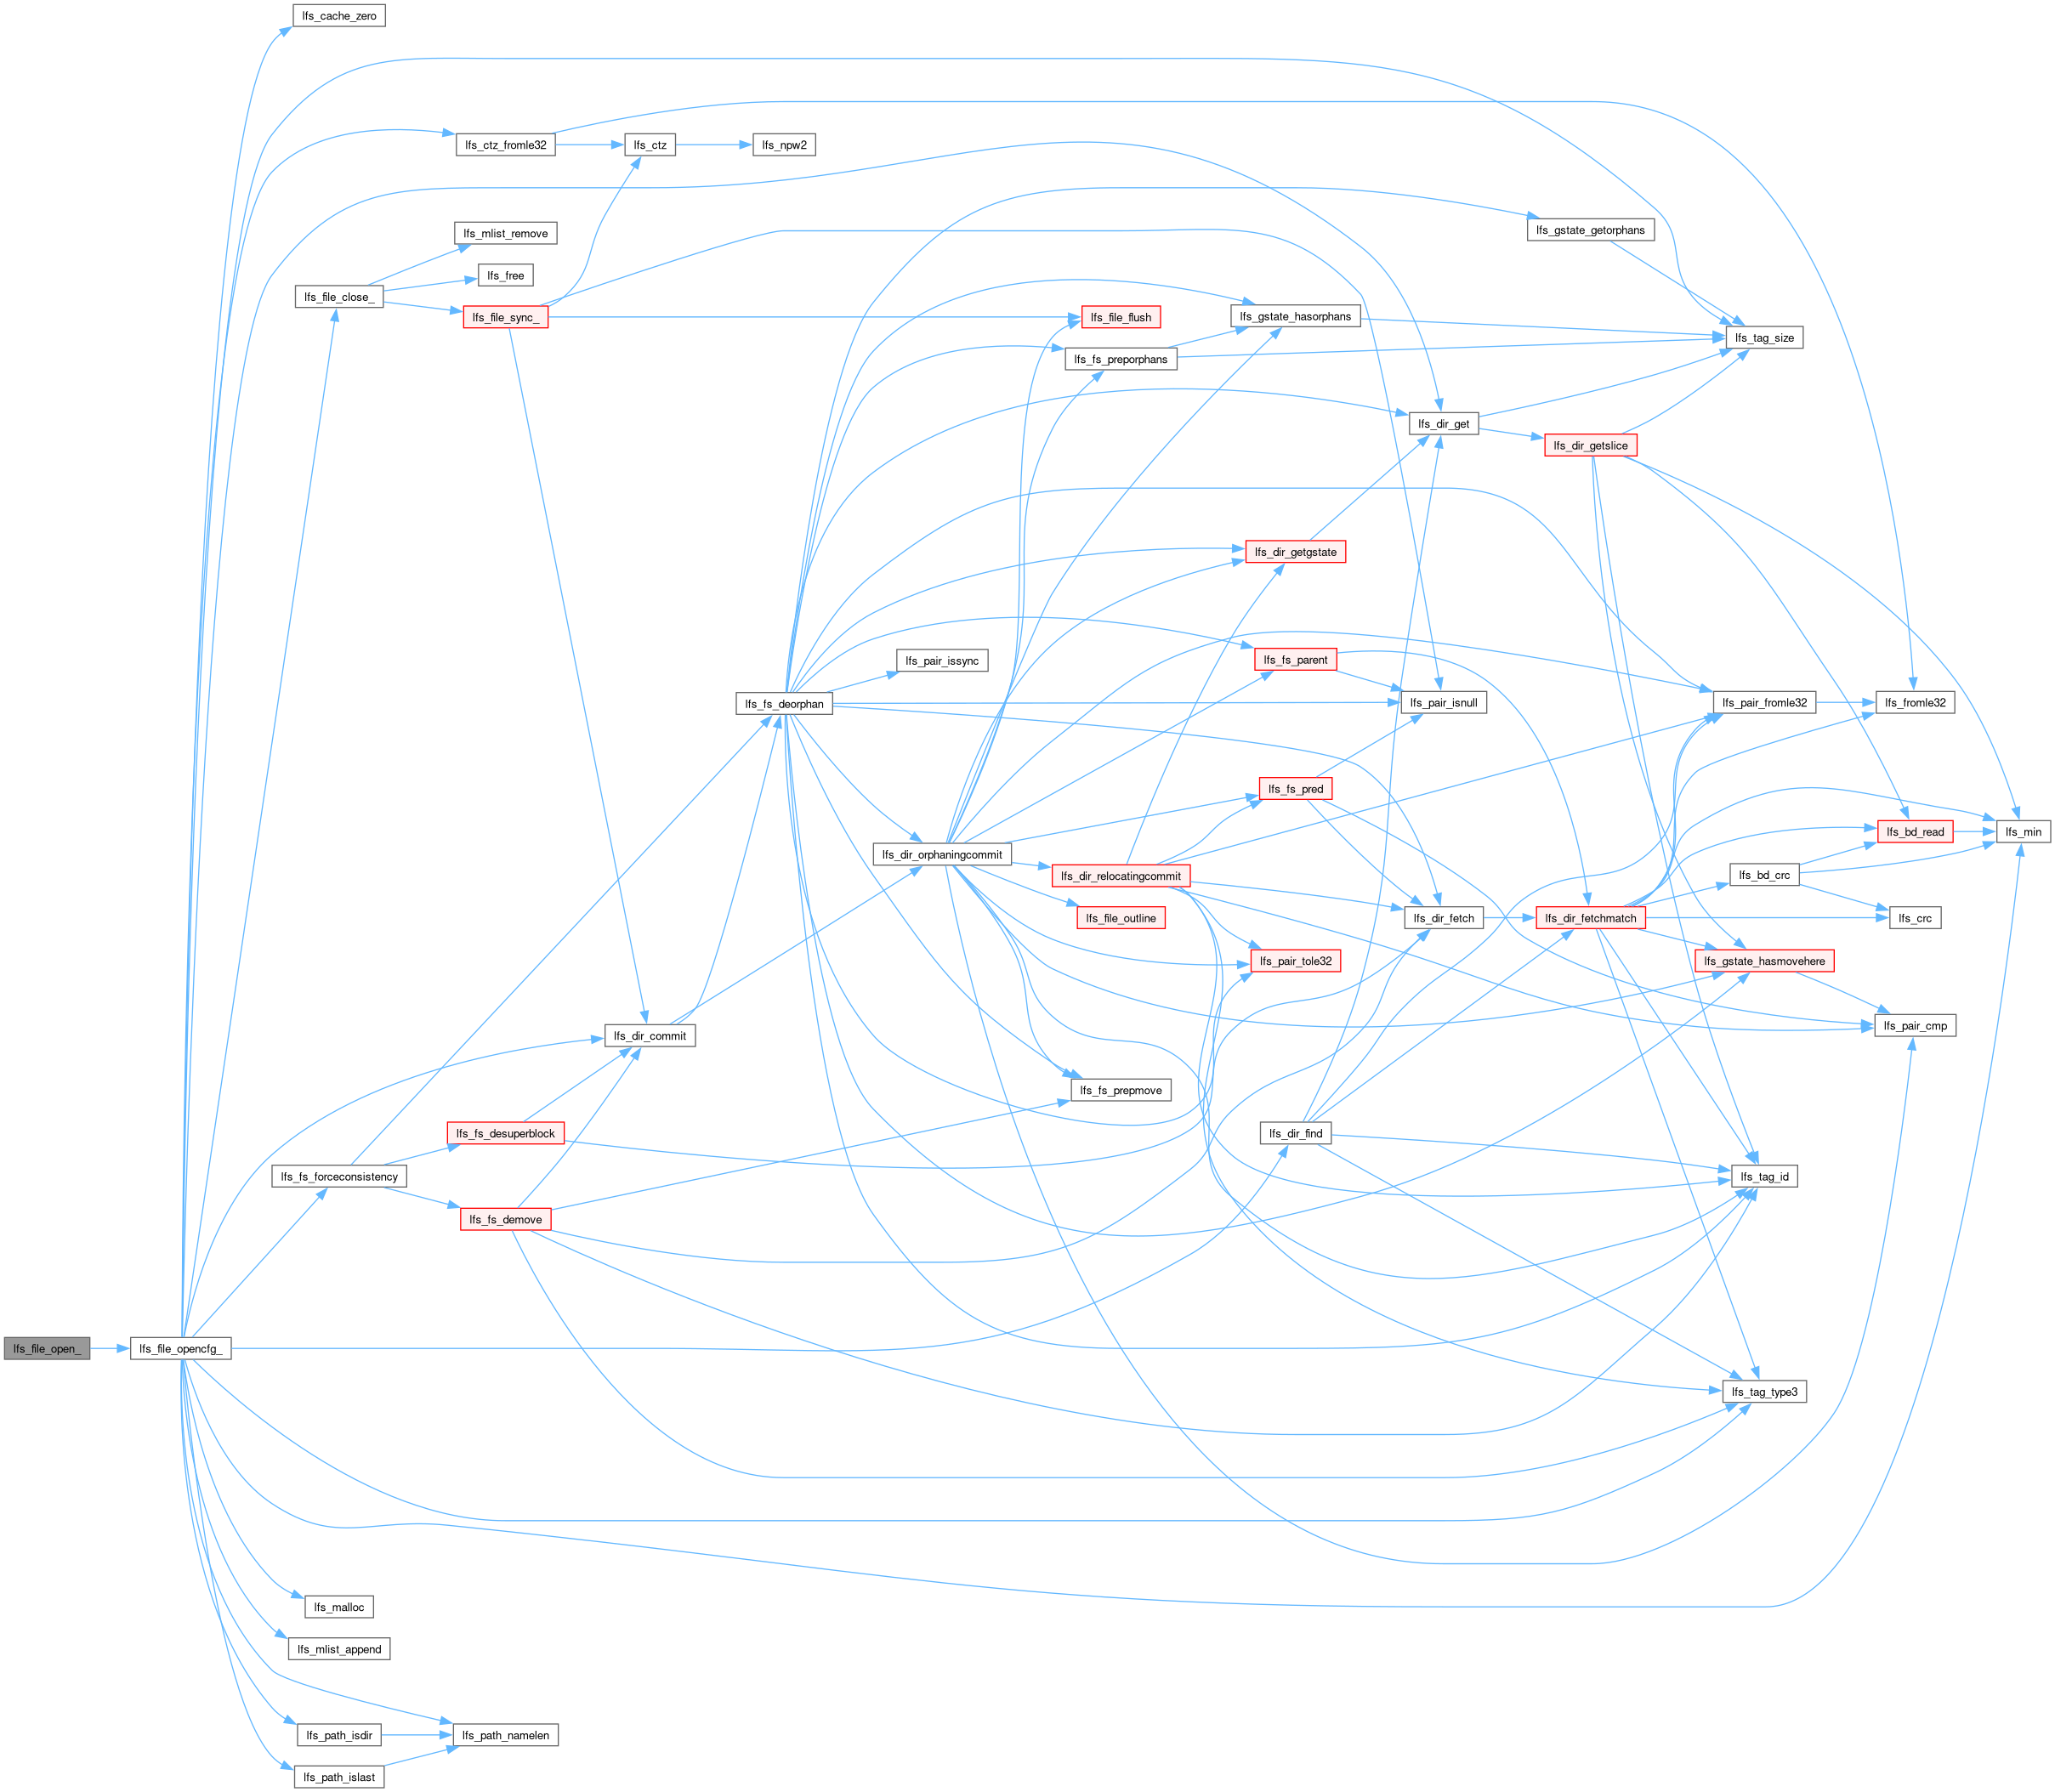 lfs_cache_zero
lfs_ctz_fromle32
lfs_ctz
lfs_npw2
lfs_mlist_remove
lfs_gstate_getorphans
lfs_free
lfs_file_close_
lfs_file_sync_
lfs_file_flush
lfs_gstate_hasorphans
lfs_tag_size
lfs_fs_preporphans
lfs_dir_get
lfs_dir_getslice
lfs_dir_getgstate
lfs_pair_issync
lfs_fs_parent
lfs_fs_deorphan
lfs_pair_isnull
lfs_pair_fromle32
lfs_fromle32
lfs_fs_pred
lfs_bd_read
lfs_min
lfs_dir_orphaningcommit
lfs_dir_relocatingcommit
lfs_bd_crc
lfs_file_outline
lfs_dir_fetch
lfs_dir_fetchmatch
lfs_crc
lfs_pair_tole32
lfs_gstate_hasmovehere
lfs_dir_commit
lfs_pair_cmp
lfs_fs_prepmove
lfs_fs_desuperblock
lfs_dir_find
lfs_fs_forceconsistency
lfs_tag_id
lfs_fs_demove
lfs_file_open_
lfs_file_opencfg_
lfs_tag_type3
lfs_malloc
lfs_mlist_append
lfs_path_isdir
lfs_path_namelen
lfs_path_islast